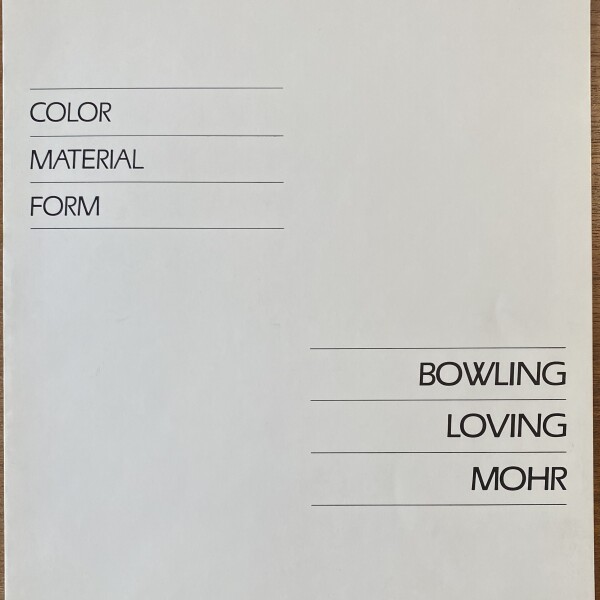 COLOR
MATERIAL
FORM
BOWLING
LOVING
MOHR